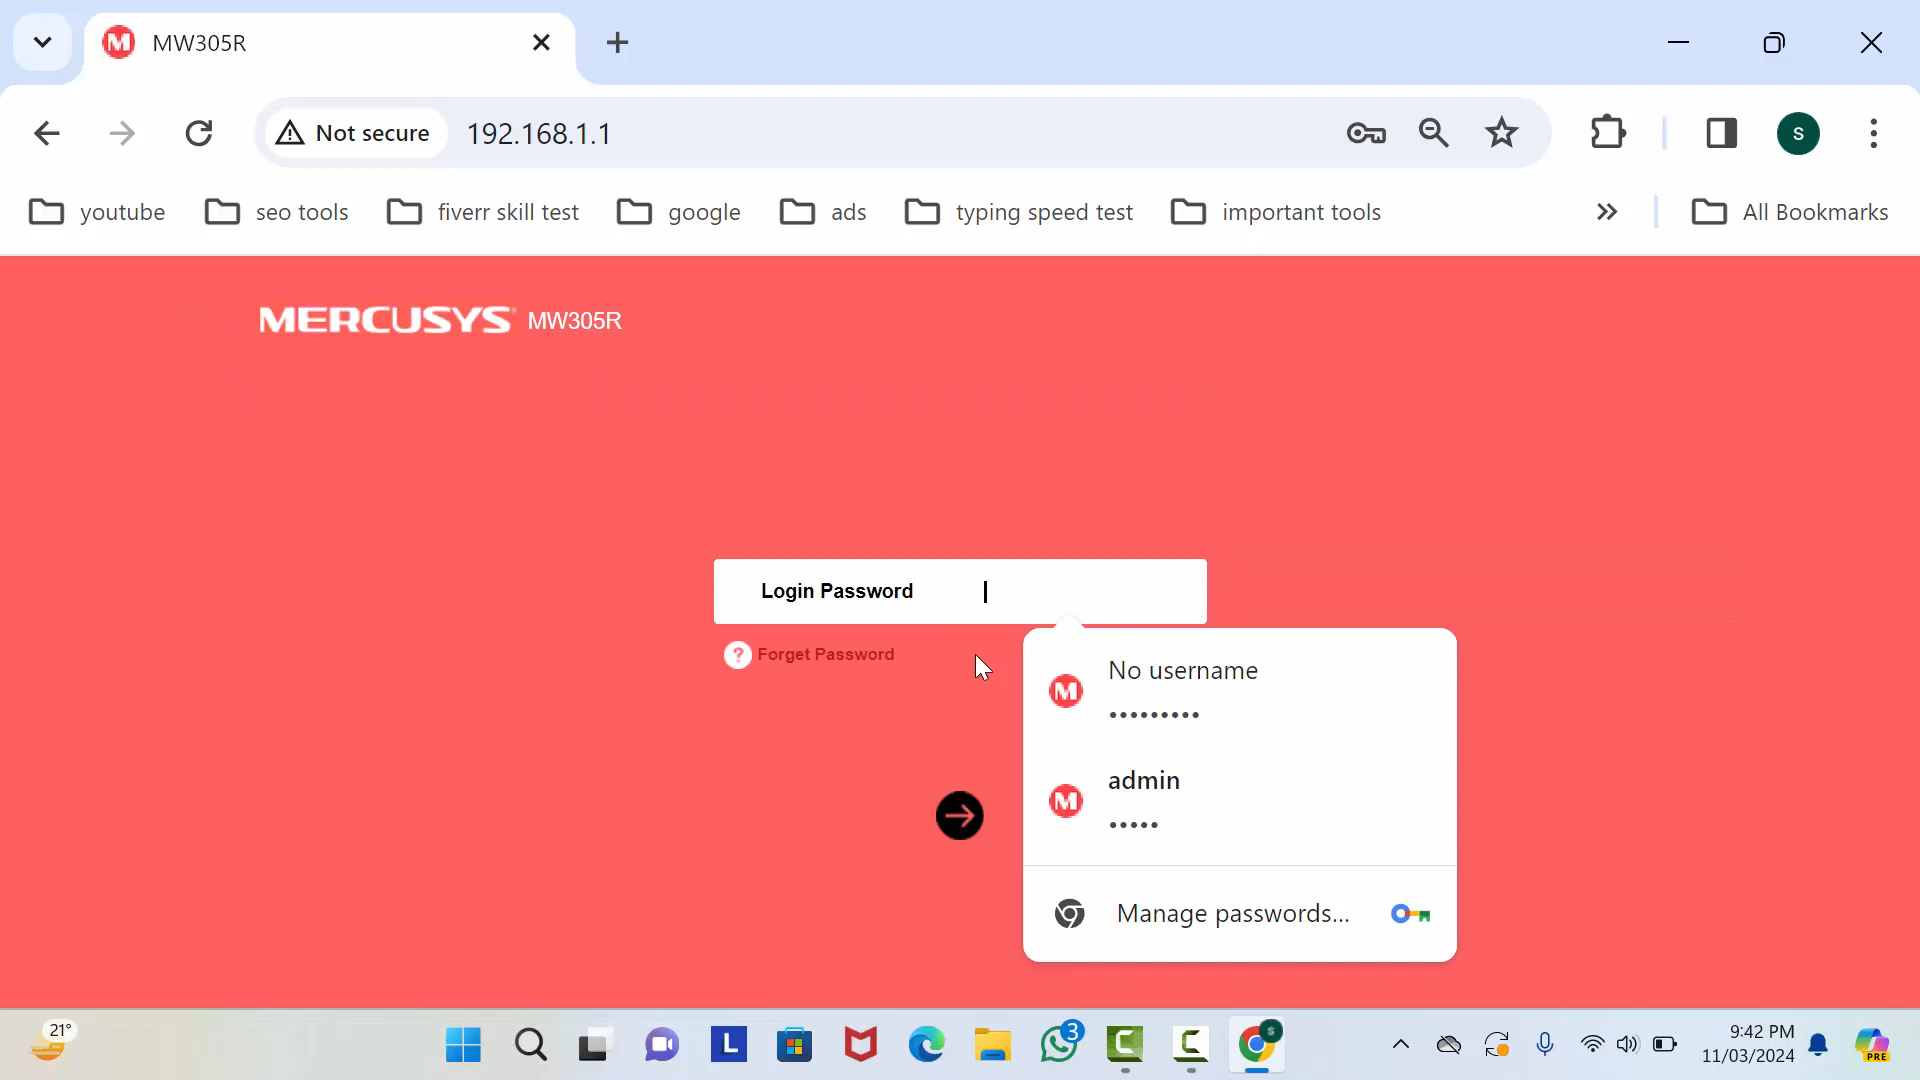 MW305R
Not secure
192.168.1.1
S
youtube
seo tools
fiverr skill test
google
ads
typing speed test
important tools
All Bookmarks
MERCUSYS MW305R
Login Password
? Forget Password
No username
•••••••••
admin
•••••
Manage passwords...
21°
L
3
9:42 PM
11/03/2024
PRE